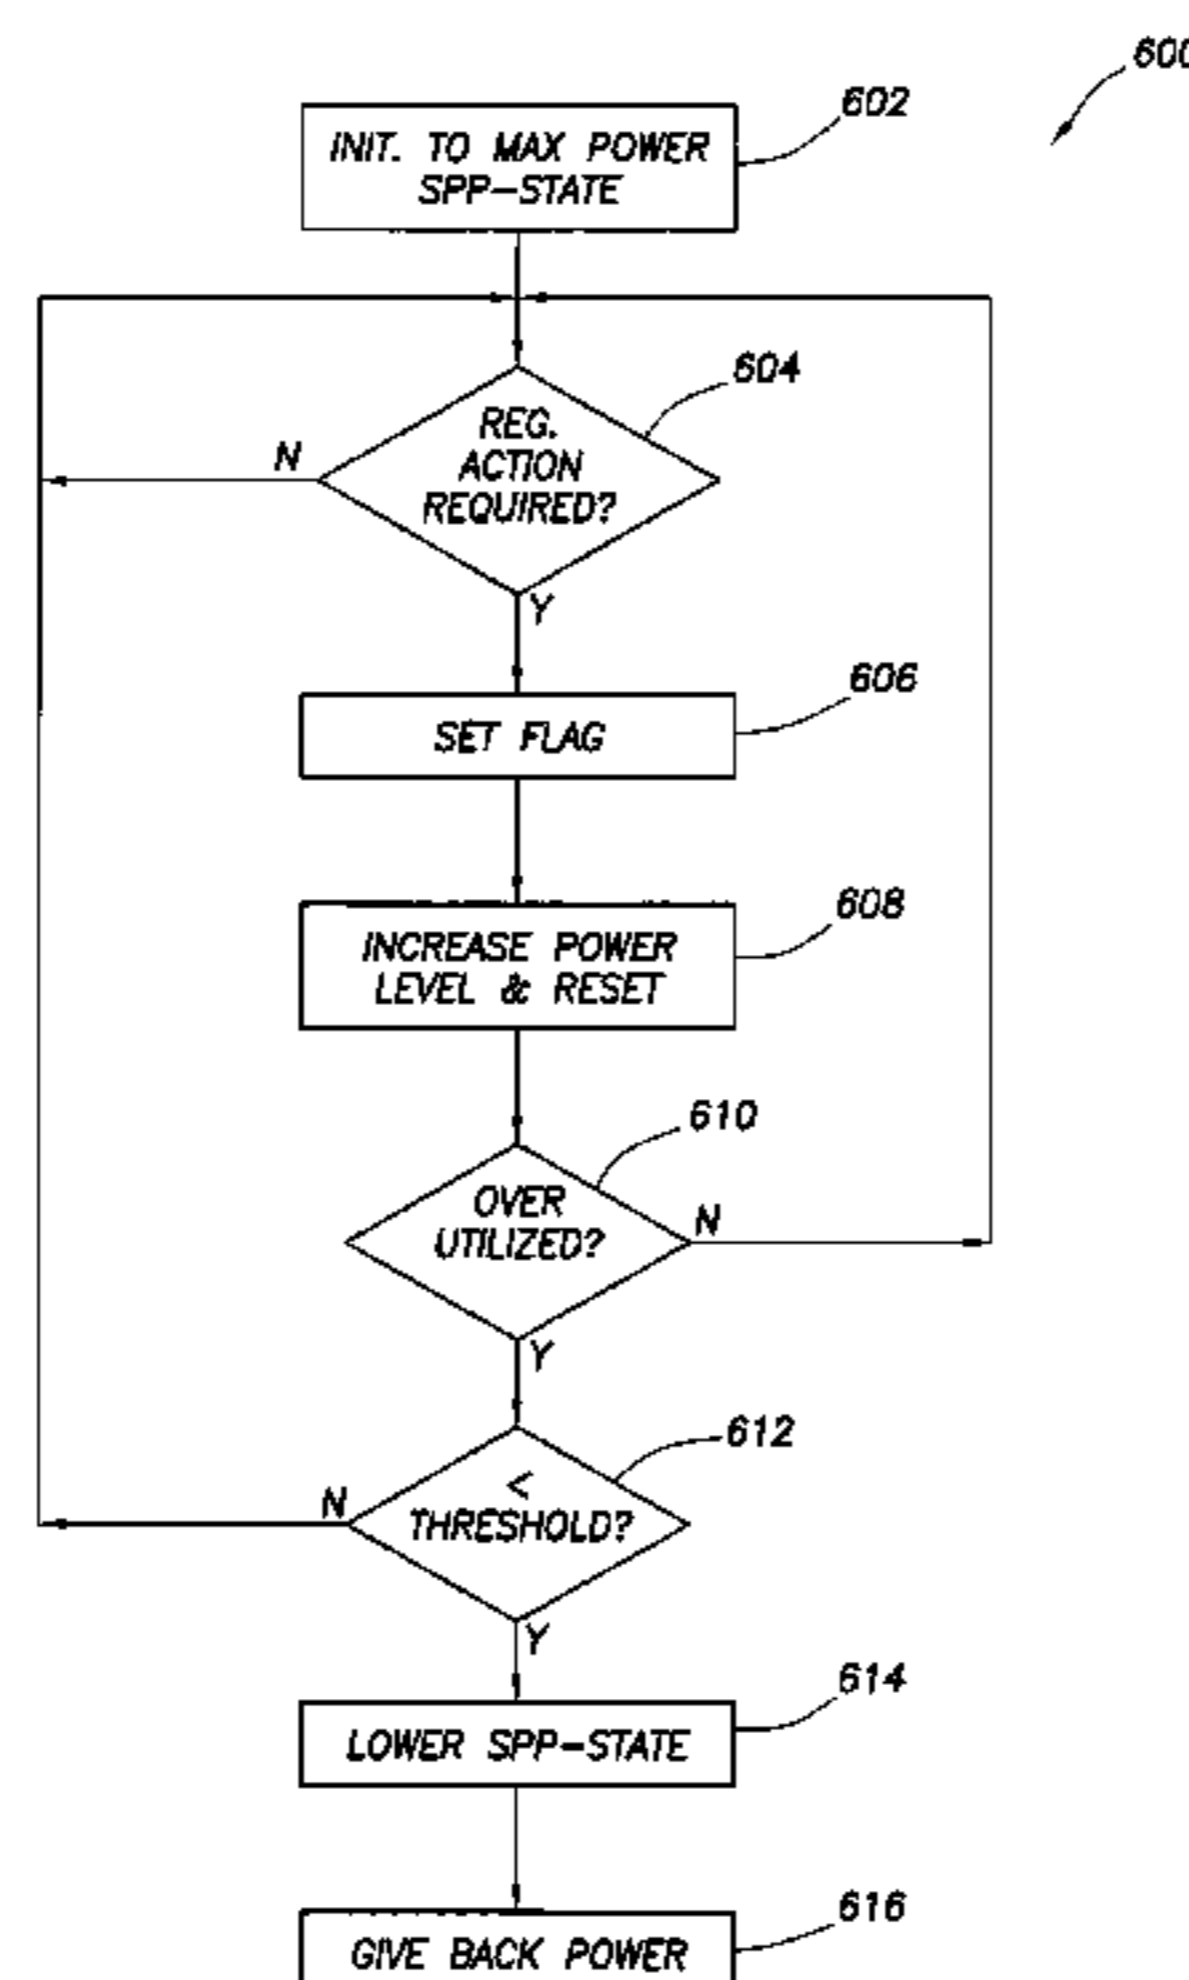 600
602
INIT. TO MAX POWER
SPP-STATE
604
REG.
ACTION
REQUIRED?
N
Y
606
SET FLAG
608
INCREASE POWER
LEVEL & RESET
610
OVER
UTILIZED?
N
Y
612
<
THRESHOLD?
N
Y
614
LOWER SPP-STATE
616
GIVE BACK POWER